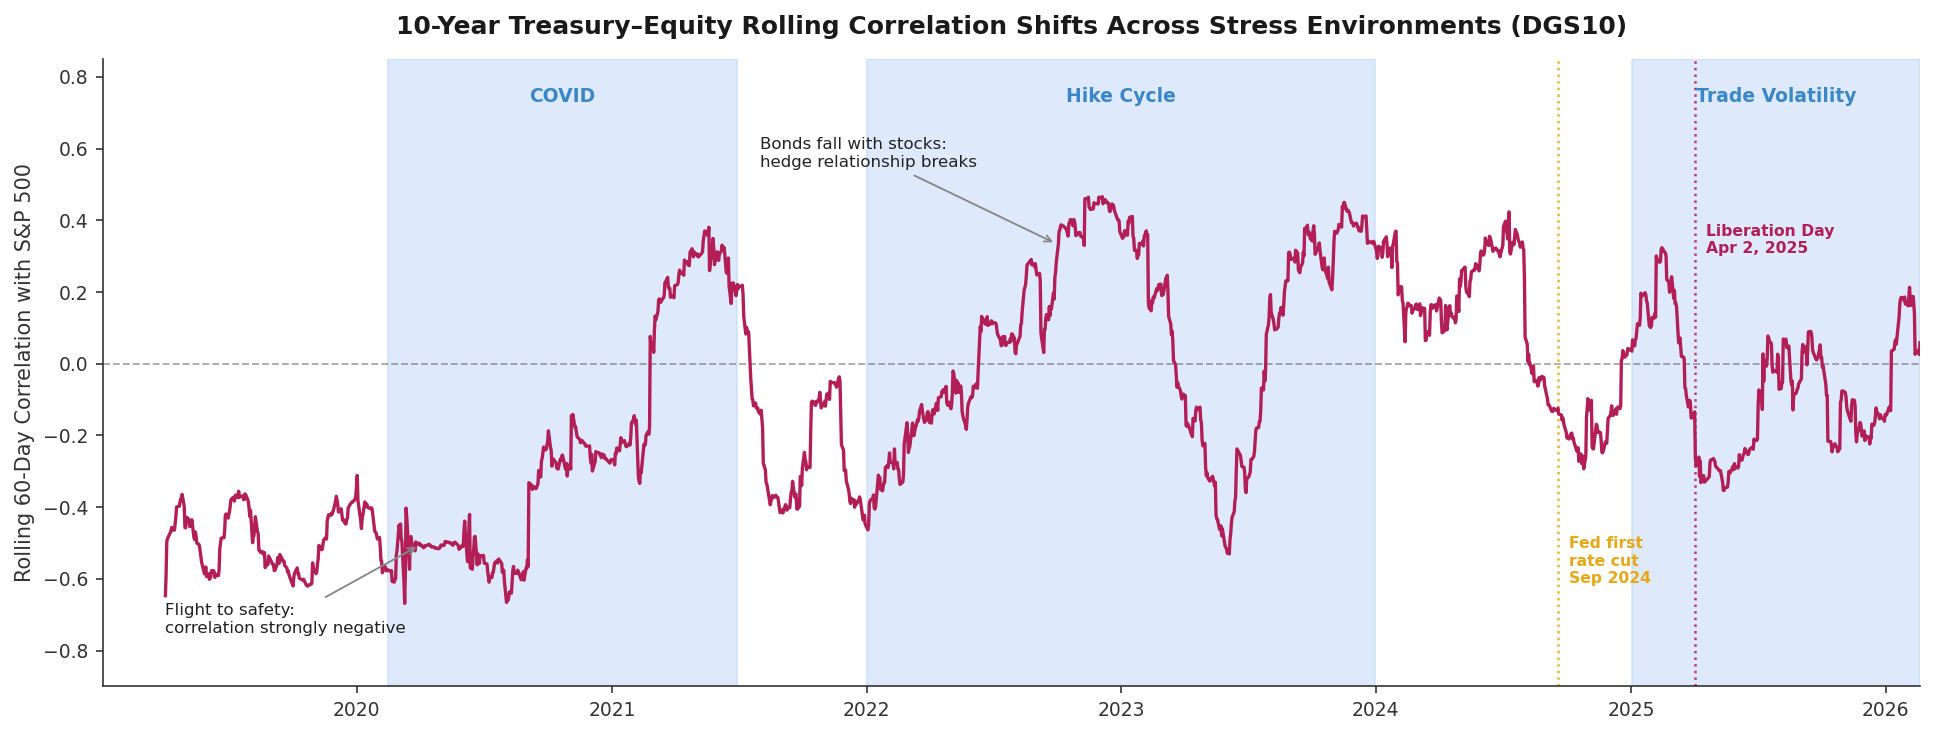 10-Year Treasury–Equity Rolling Correlation Shifts Across Stress Environments (DGS10)
Rolling 60-Day Correlation with S&P 500
0.8
0.6
0.4
0.2
0.0
−0.2
−0.4
−0.6
−0.8
COVID
Hike Cycle
Trade Volatility
Bonds fall with stocks:
hedge relationship breaks
Liberation Day
Apr 2, 2025
Fed first
rate cut
Sep 2024
Flight to safety:
correlation strongly negative
2020
2021
2022
2023
2024
2025
2026